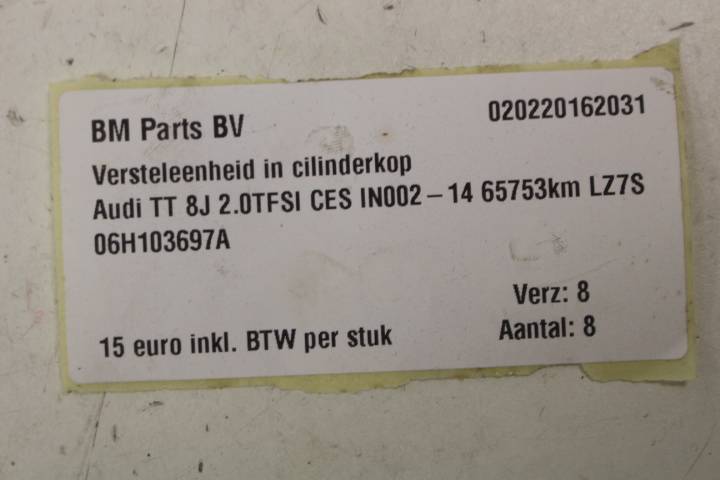 BM Parts BV 020220162031
Versteleenheid in cilinderkop
Audi TT 8J 2.0TFSI CES IN002-14 65753km LZ7S
06H103697A
Verz: 8
15 euro inkl. BTW per stuk Aantal: 8